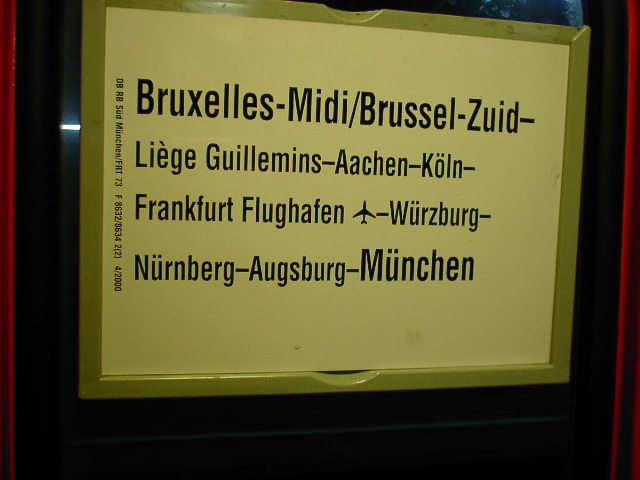 Bruxelles-Midi/Brussel-Zuid–
Liège Guillemins–Aachen–Köln–
Frankfurt Flughafen ✈–Würzburg–
Nürnberg–Augsburg–München
DB RB Süd München/FRT 73 F 8632/8634 2(2) 4/2000